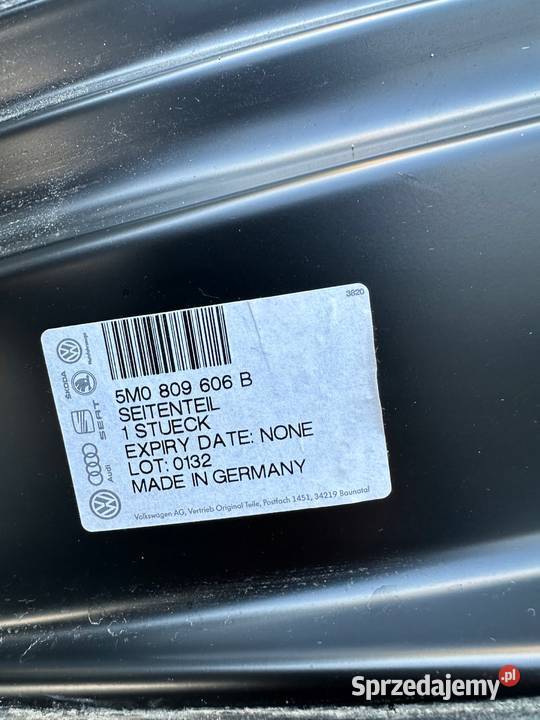 3820
5M0 809 606 B
SEITENTEIL
1 STUECK
EXPIRY DATE: NONE
LOT: 0132
MADE IN GERMANY
Volkswagen AG, Vertrieb Original Teile, Postfach 1451, 34219 Baunatal
Audi
SEAT
ŠKODA
Sprzedajemy.pl